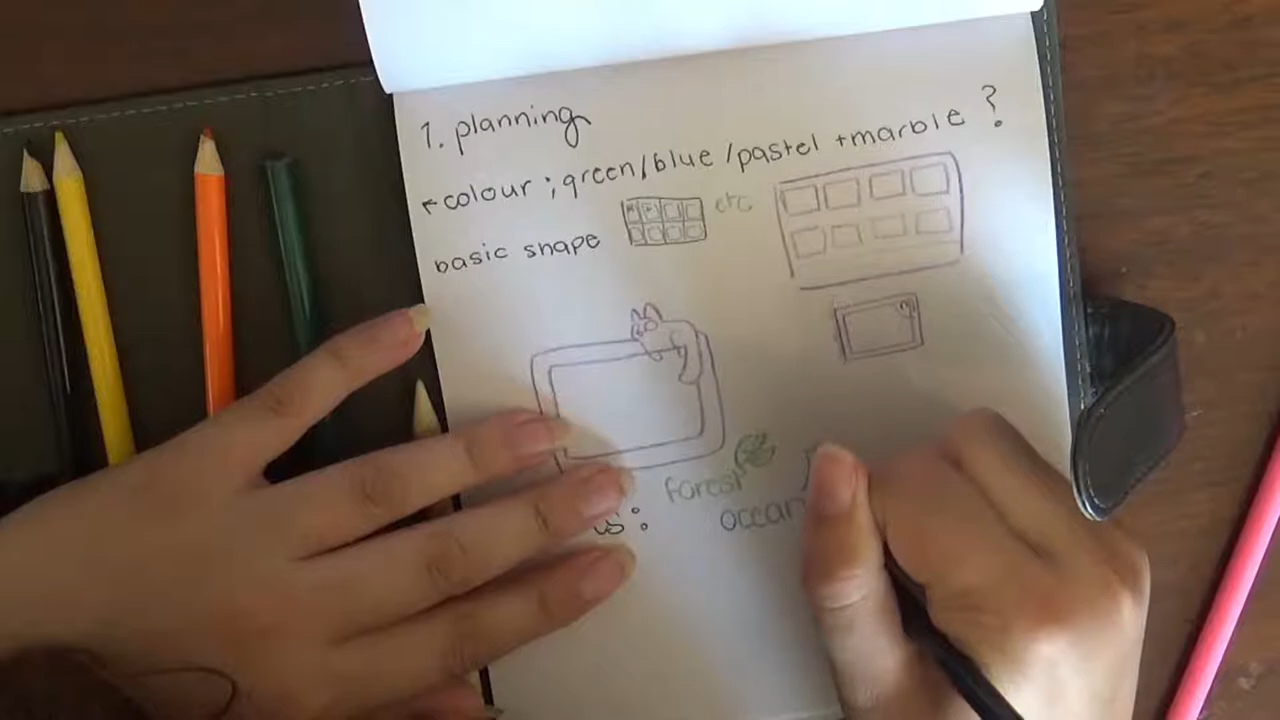 1. planning
←colour ; green/blue/pastel +marble ?
basic shape etc
forest
ocean